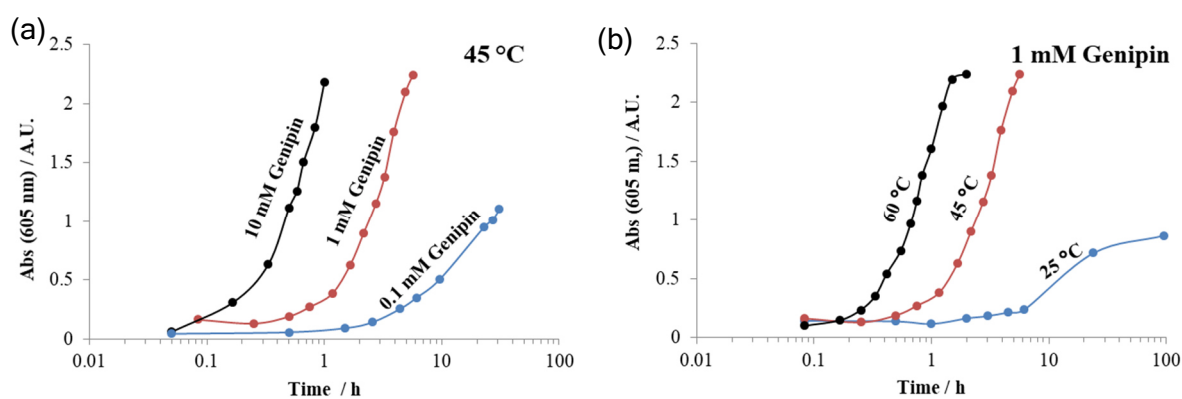 (a)
45 °C
Abs (605 nm) / A.U.
2.5
2
1.5
1
0.5
0
10 mM Genipin
1 mM Genipin
0.1 mM Genipin
0.01 0.1 1 10 100
Time / h
(b)
1 mM Genipin
Abs (605 m,) / A.U.
2.5
2
1.5
1
0.5
0
60 °C
45 °C
25 °C
0.01 0.1 1 10 100
Time / h